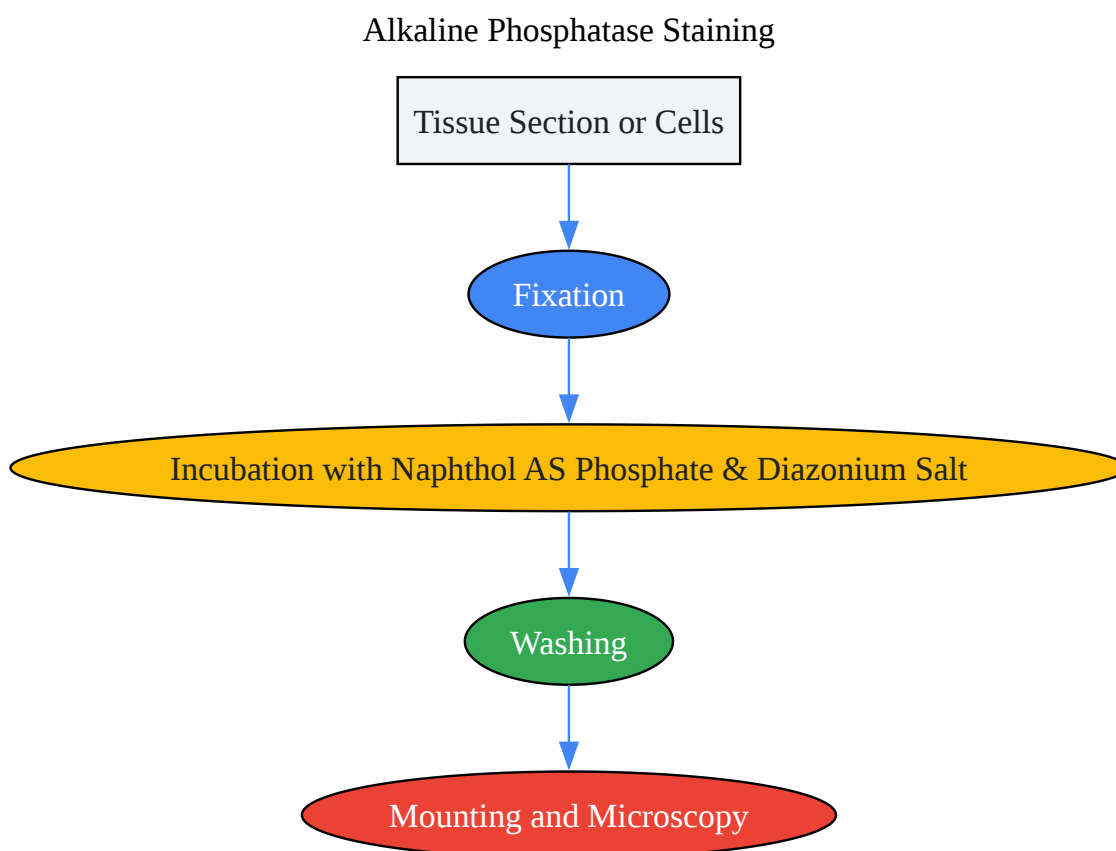 Alkaline Phosphatase Staining
Tissue Section or Cells
Fixation
Incubation with Naphthol AS Phosphate & Diazonium Salt
Washing
Mounting and Microscopy